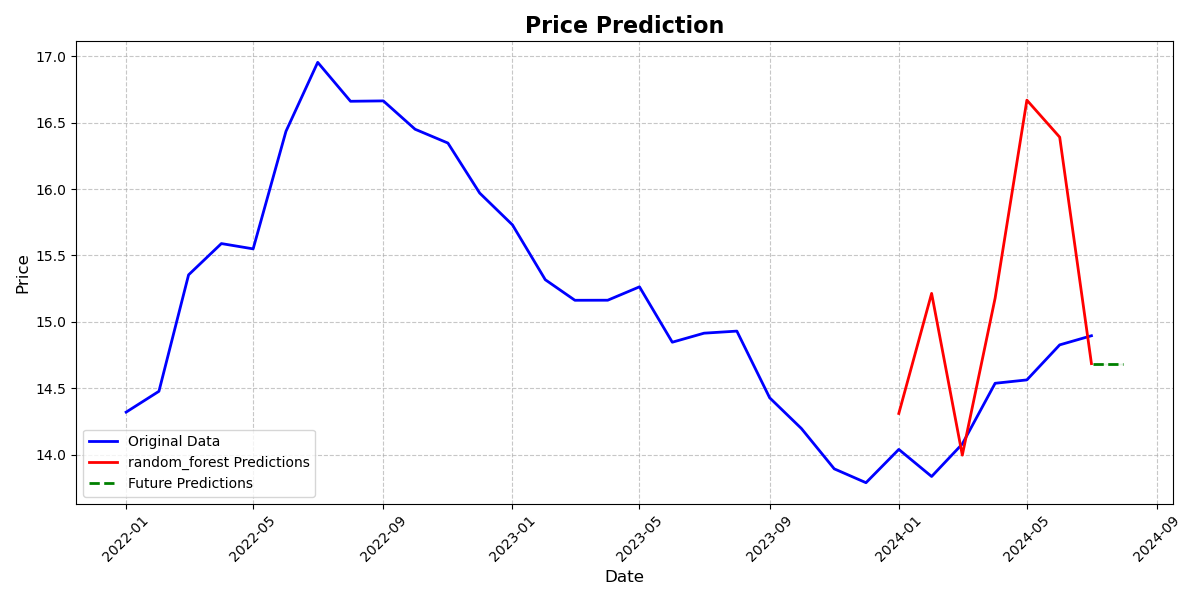 Price Prediction
17.0
16.5
16.0
15.5
15.0
14.5
14.0
Price
Original Data
random_forest Predictions
Future Predictions
2022-01
2022-05
2022-09
2023-01
2023-05
2023-09
2024-01
2024-05
2024-09
Date